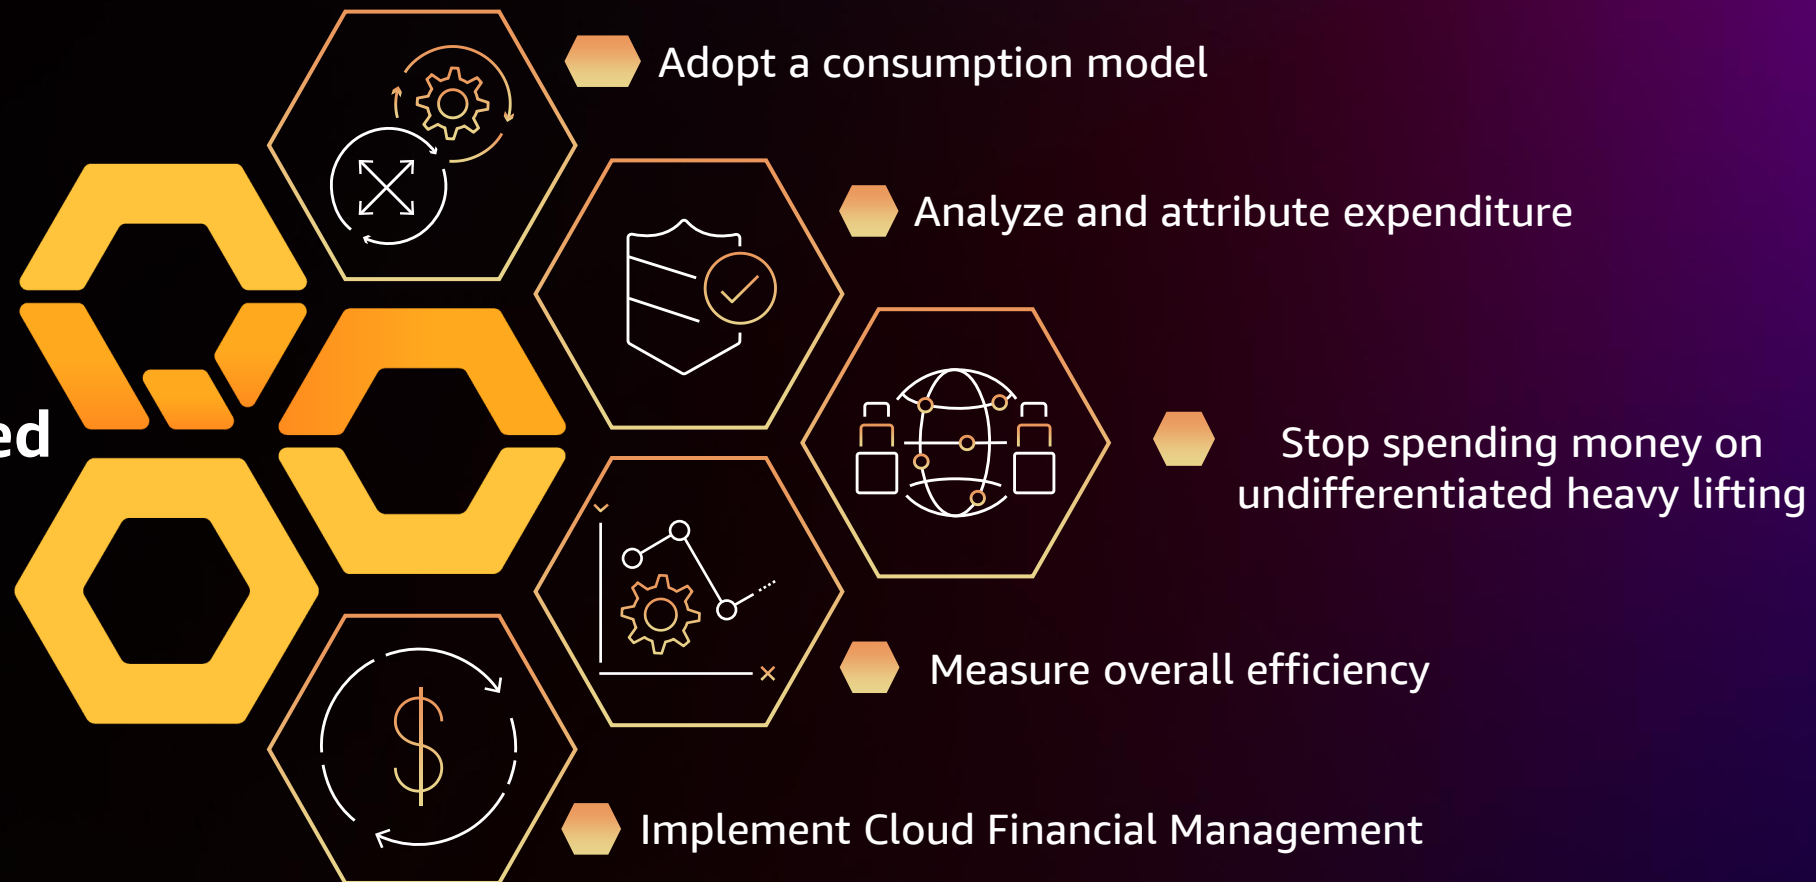 Adopt a consumption model
Analyze and attribute expenditure
ed
Stop spending money on
undifferentiated heavy lifting
Measure overall efficiency
Implement Cloud Financial Management